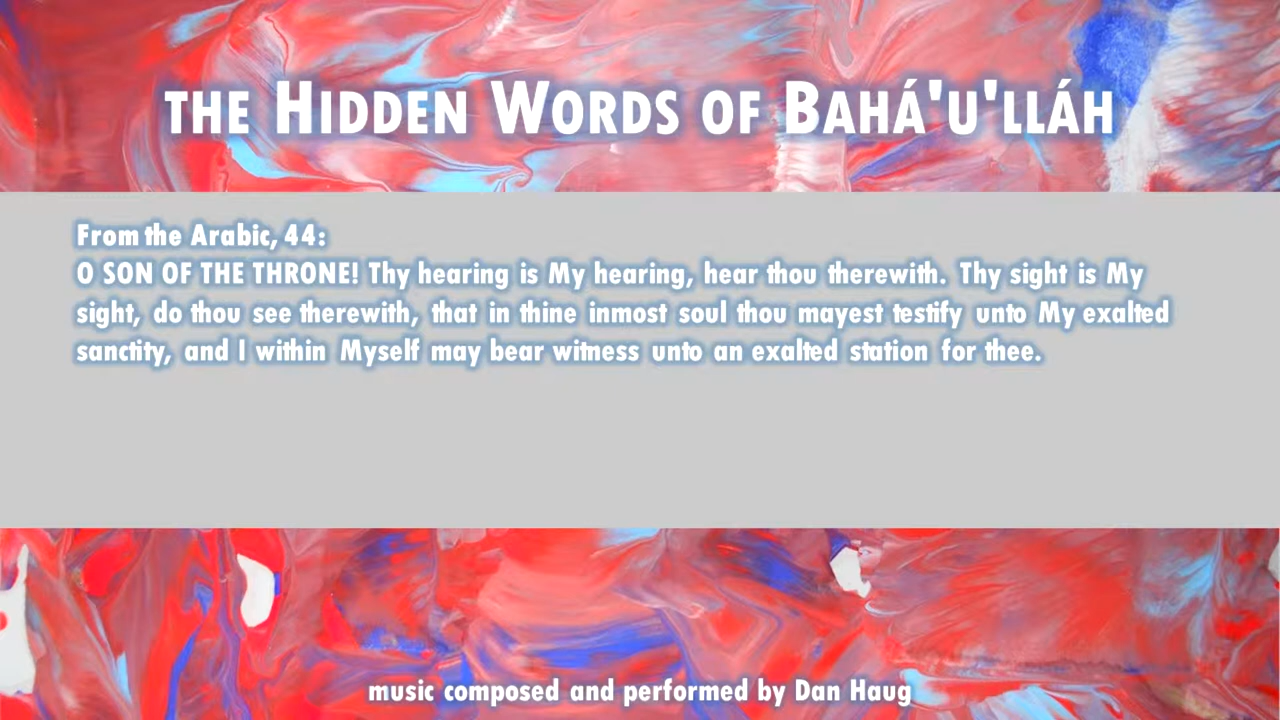 THE HIDDEN WORDS OF BAHÁ'U'LLÁH
From the Arabic, 44:
O SON OF THE THRONE! Thy hearing is My hearing, hear thou therewith. Thy sight is My
sight, do thou see therewith, that in thine inmost soul thou mayest testify unto My exalted
sanctity, and I within Myself may bear witness unto an exalted station for thee.
music composed and performed by Dan Haug